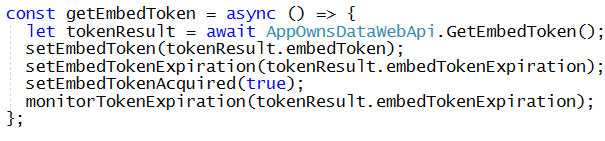 const getEmbedToken = async () => {
  let tokenResult = await AppOwnsDataWebApi.GetEmbedToken();
  setEmbedToken(tokenResult.embedToken);
  setEmbedTokenExpiration(tokenResult.embedTokenExpiration);
  setEmbedTokenAcquired(true);
  monitorTokenExpiration(tokenResult.embedTokenExpiration);
};